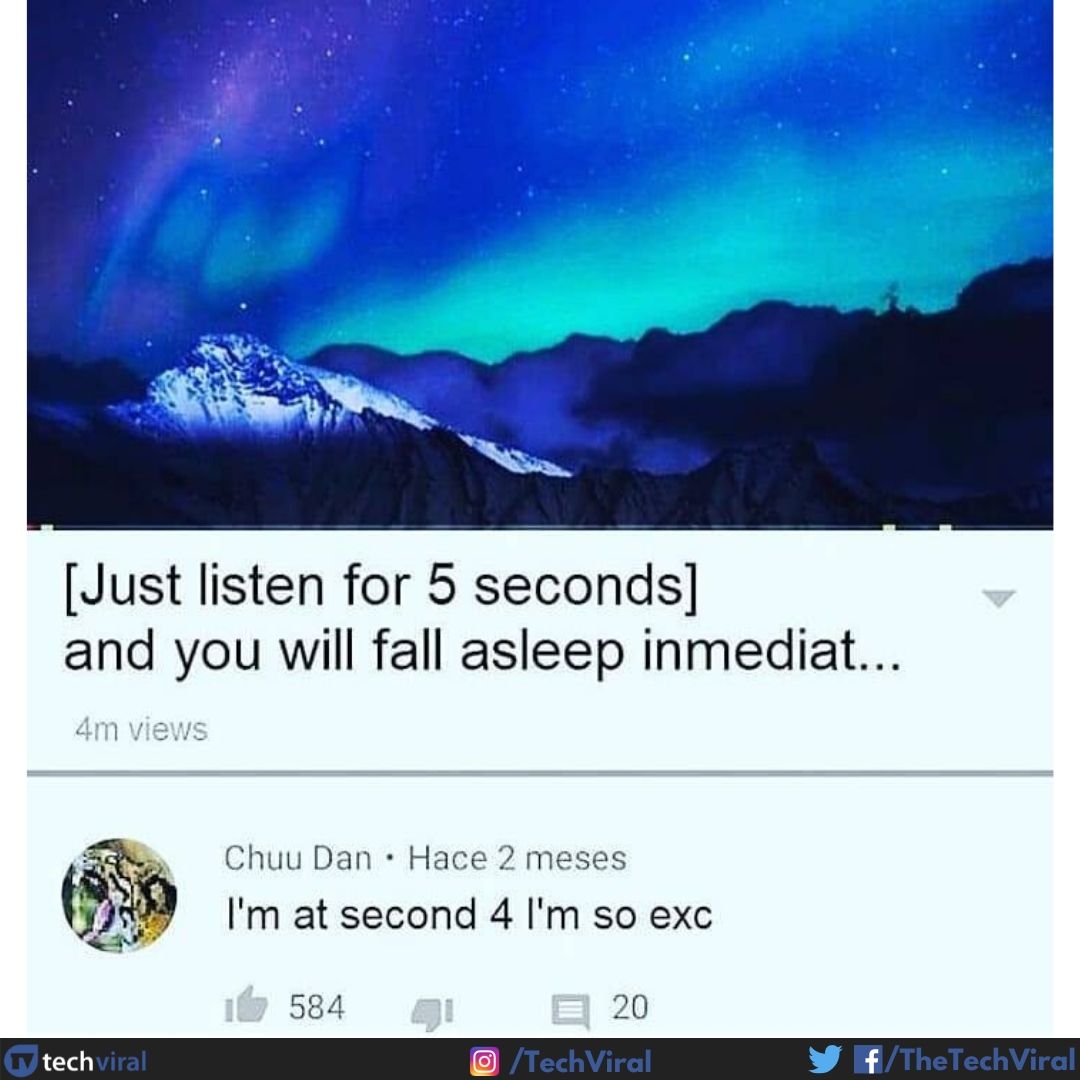 [Just listen for 5 seconds]
and you will fall asleep inmediat...
4m views
Chuu Dan • Hace 2 meses
I'm at second 4 I'm so exc
584 20
techviral /TechViral /TheTechViral